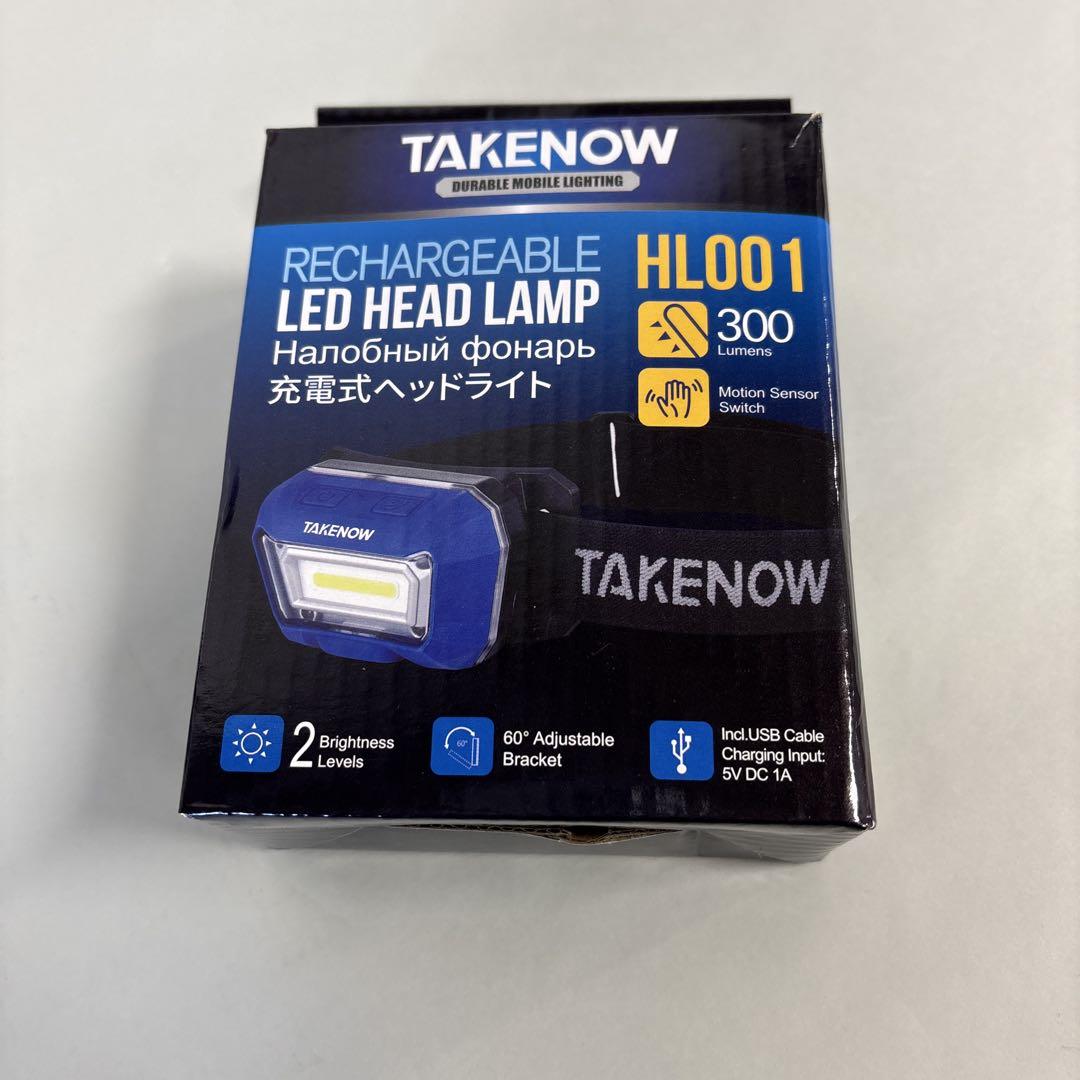 TAKENOW
DURABLE MOBILE LIGHTING
RECHARGEABLE
LED HEAD LAMP
Налобный фонарь
充電式ヘッドライト
HL001
300
Lumens
Motion Sensor
Switch
TAKENOW
TAKENOW
2 Brightness
Levels
60°
60° Adjustable
Bracket
Incl.USB Cable
Charging Input:
5V DC 1A